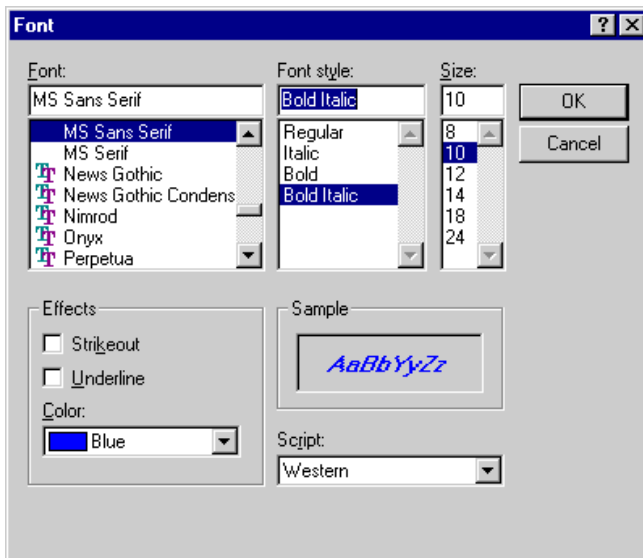 Font
Font:
MS Sans Serif
MS Sans Serif
MS Serif
News Gothic
News Gothic Condens
Nimrod
Onyx
Perpetua
Font style:
Bold Italic
Regular
Italic
Bold
Bold Italic
Size:
10
8
10
12
14
18
24
OK
Cancel
Effects
Strikeout
Underline
Color:
Blue
Sample
AaBbYyZz
Script:
Western